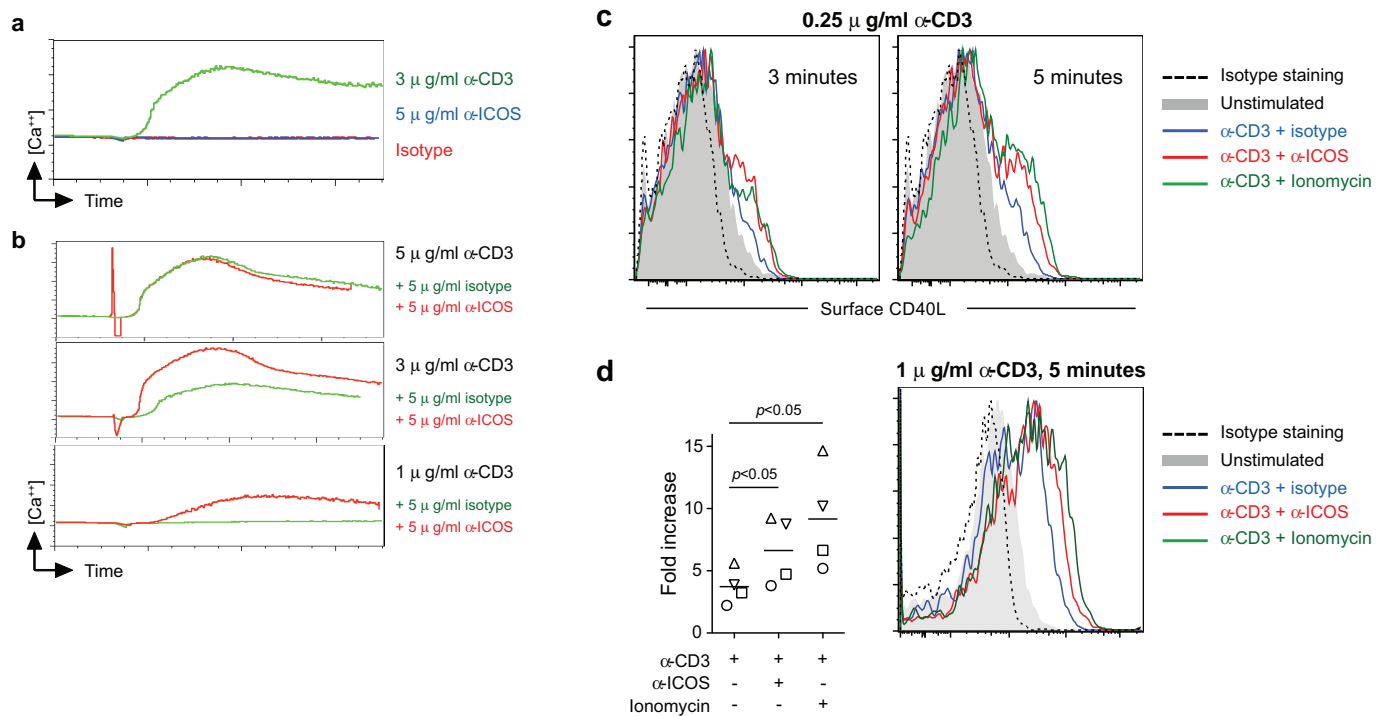 a
3 μ g/ml α-CD3
5 μ g/ml α-ICOS
Isotype
[Ca⁺⁺]
Time
b
5 μ g/ml α-CD3
+ 5 μ g/ml isotype
+ 5 μ g/ml α-ICOS
3 μ g/ml α-CD3
+ 5 μ g/ml isotype
+ 5 μ g/ml α-ICOS
1 μ g/ml α-CD3
+ 5 μ g/ml isotype
+ 5 μ g/ml α-ICOS
[Ca⁺⁺]
Time
c
0.25 μ g/ml α-CD3
3 minutes
5 minutes
Surface CD40L
Isotype staining
Unstimulated
α-CD3 + isotype
α-CD3 + α-ICOS
α-CD3 + Ionomycin
d
p<0.05
p<0.05
Fold increase
15
10
5
0
α-CD3 + + +
α-ICOS - + -
Ionomycin - - +
1 μ g/ml α-CD3, 5 minutes
Isotype staining
Unstimulated
α-CD3 + isotype
α-CD3 + α-ICOS
α-CD3 + Ionomycin